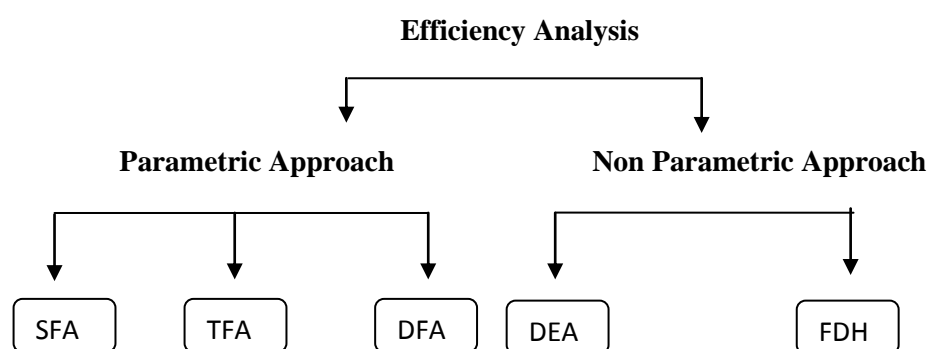 Efficiency Analysis
Parametric Approach Non Parametric Approach
SFA TFA DFA DEA FDH